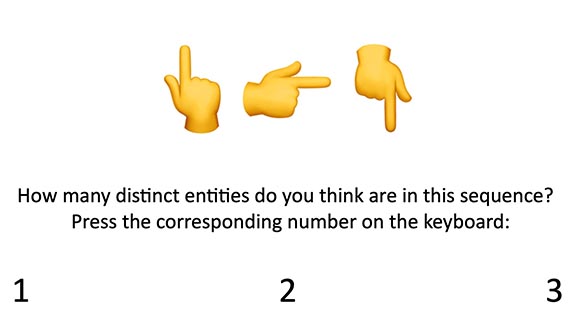 How many distinct entities do you think are in this sequence?
Press the corresponding number on the keyboard:
1 2 3